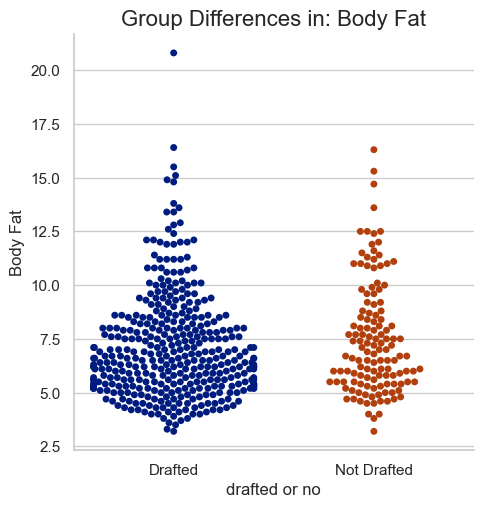 Group Differences in: Body Fat
20.0
17.5
15.0
12.5
10.0
7.5
5.0
2.5
Body Fat
Drafted
Not Drafted
drafted or no